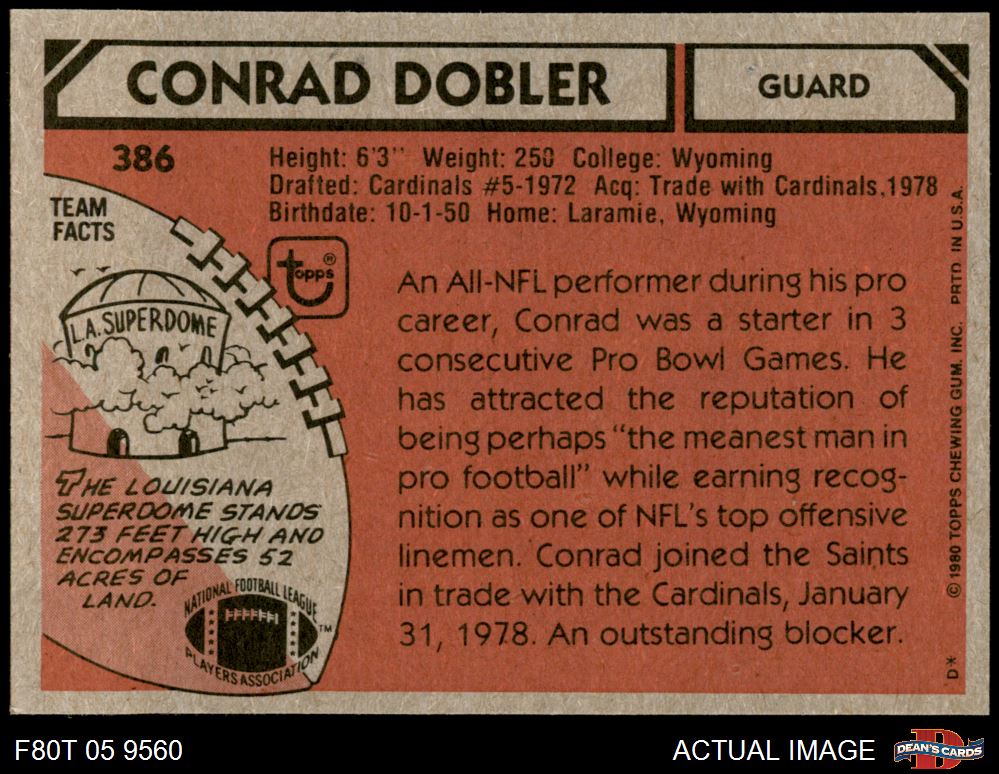 CONRAD DOBLER
GUARD
386
Height: 6'3" Weight: 250 College: Wyoming
Drafted: Cardinals #5-1972 Acq: Trade with Cardinals, 1978
Birthdate: 10-1-50 Home: Laramie, Wyoming
TEAM
FACTS
topps®
L.A. SUPERDOME
THE LOUISIANA
SUPERDOME STANDS
273 FEET HIGH AND
ENCOMPASSES 52
ACRES OF
LAND.
NATIONAL FOOTBALL LEAGUE
PLAYERS ASSOCIATION
TM
An All-NFL performer during his pro
career, Conrad was a starter in 3
consecutive Pro Bowl Games. He
has attracted the reputation of
being perhaps "the meanest man in
pro football" while earning recog-
nition as one of NFL's top offensive
linemen. Conrad joined the Saints
in trade with the Cardinals, January
31, 1978. An outstanding blocker.
D* © 1980 TOPPS CHEWING GUM, INC. PRTD. IN U.S.A.
F80T 05 9560
ACTUAL IMAGE
D
DEAN'S CARDS